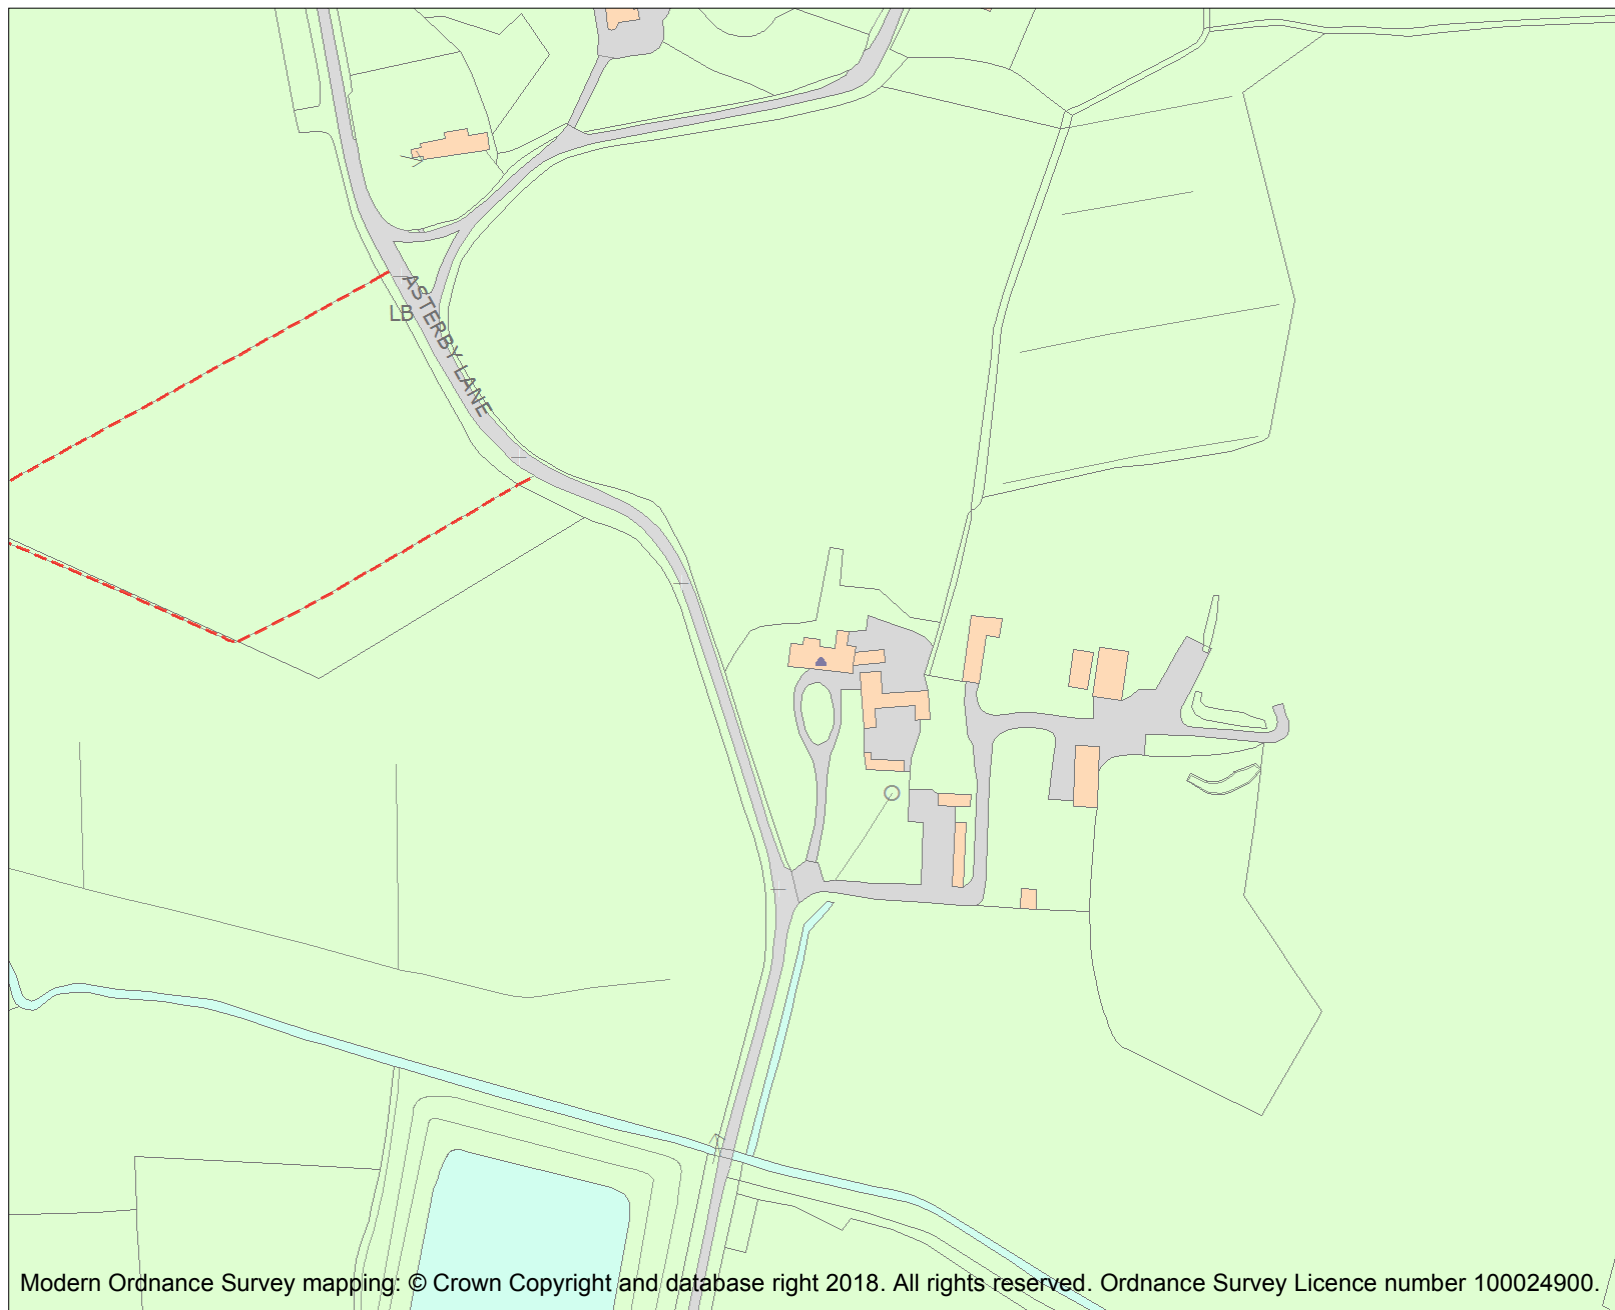 ASTERBY LANE
LB
Modern Ordnance Survey mapping: © Crown Copyright and database right 2018. All rights reserved. Ordnance Survey Licence number 100024900.